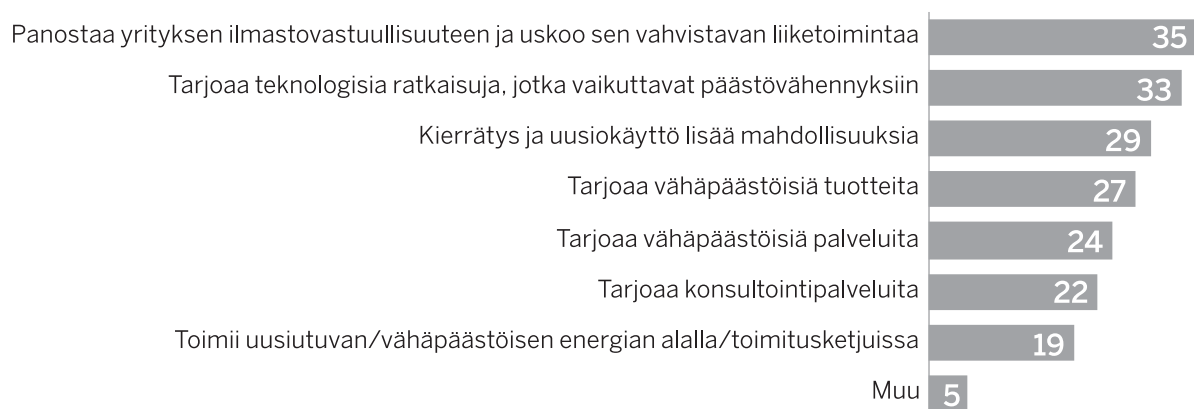 Panostaa yrityksen ilmastovastuullisuuteen ja uskoo sen vahvistavan liiketoimintaa 35
Tarjoaa teknologisia ratkaisuja, jotka vaikuttavat päästövähennyksiin 33
Kierrätys ja uusiokäyttö lisää mahdollisuuksia 29
Tarjoaa vähäpäästöisiä tuotteita 27
Tarjoaa vähäpäästöisiä palveluita 24
Tarjoaa konsultointipalveluita 22
Toimii uusiutuvan/vähäpäästöisen energian alalla/toimitusketjuissa 19
Muu 5